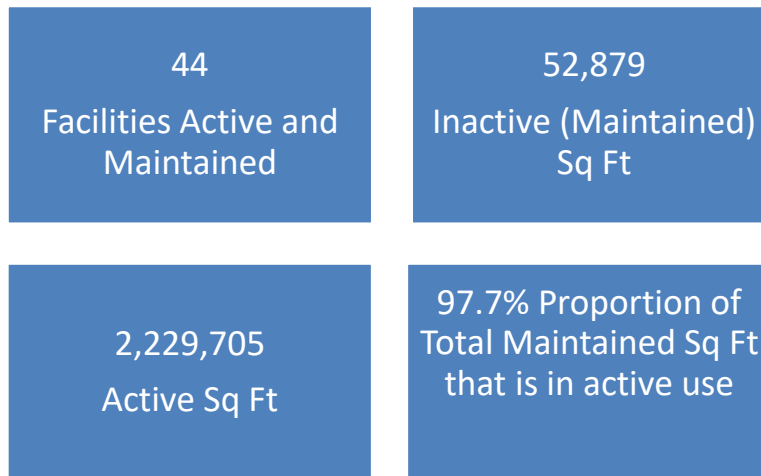 44
Facilities Active and
Maintained
52,879
Inactive (Maintained)
Sq Ft
2,229,705
Active Sq Ft
97.7% Proportion of
Total Maintained Sq Ft
that is in active use